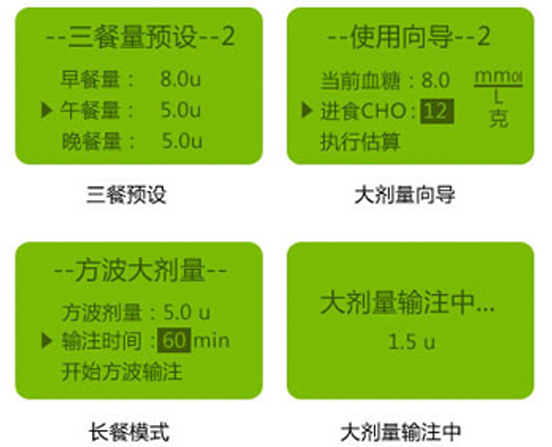 --三餐量预设--2
早餐量： 8.0u
▶ 午餐量： 5.0u
晚餐量： 5.0u
三餐预设
--使用向导--2
当前血糖：8.0 mmol/L
▶ 进食CHO：12 克
执行估算
大剂量向导
--方波大剂量--
方波剂量：5.0 u
▶ 输注时间：60 min
开始方波输注
长餐模式
大剂量输注中...
1.5 u
大剂量输注中